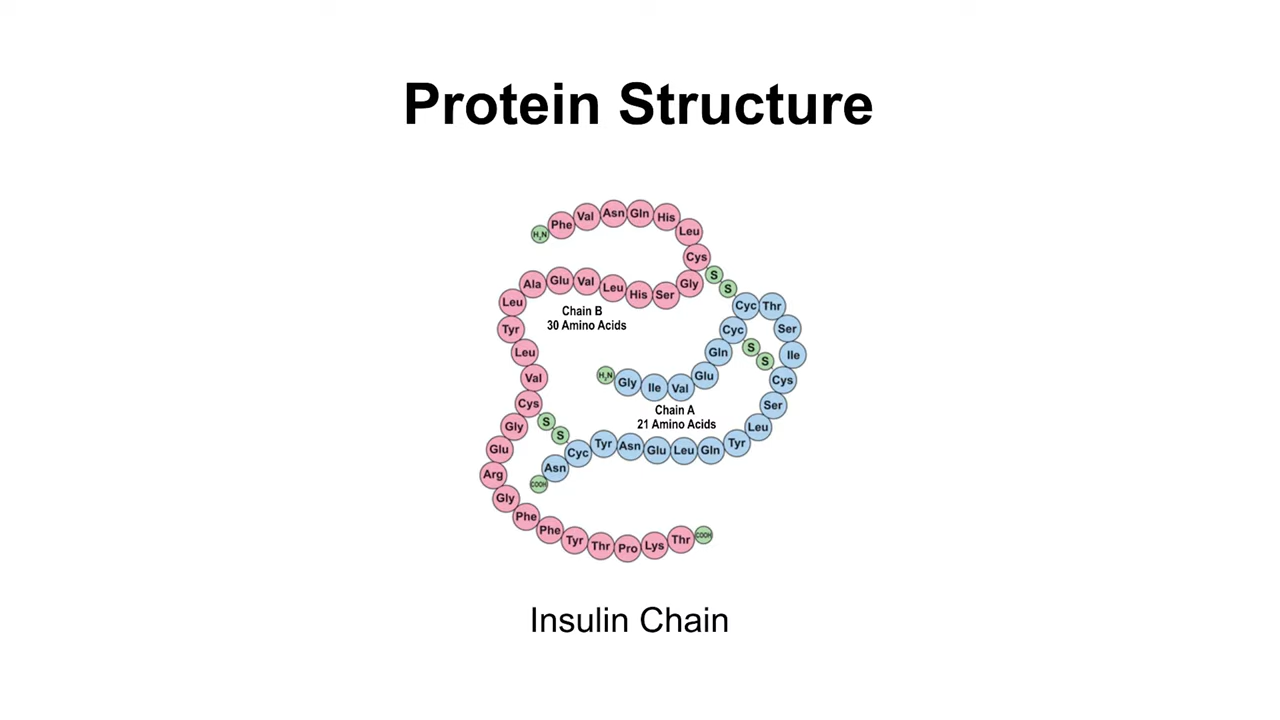 Protein Structure
H₂N Phe Val Asn Gln His Leu Cys Gly Ser His Leu Val Glu Ala Leu Tyr Leu Val Cys Gly Glu Arg Gly Phe Phe Tyr Thr Pro Lys Thr COOH
S S
Chain B
30 Amino Acids
H₂N Gly Ile Val Glu Gln Cyc Cyc Thr Ser Ile Cys Ser Leu Tyr Gln Leu Glu Asn Tyr Cyc Asn COOH
S S
Chain A
21 Amino Acids
S S
Insulin Chain